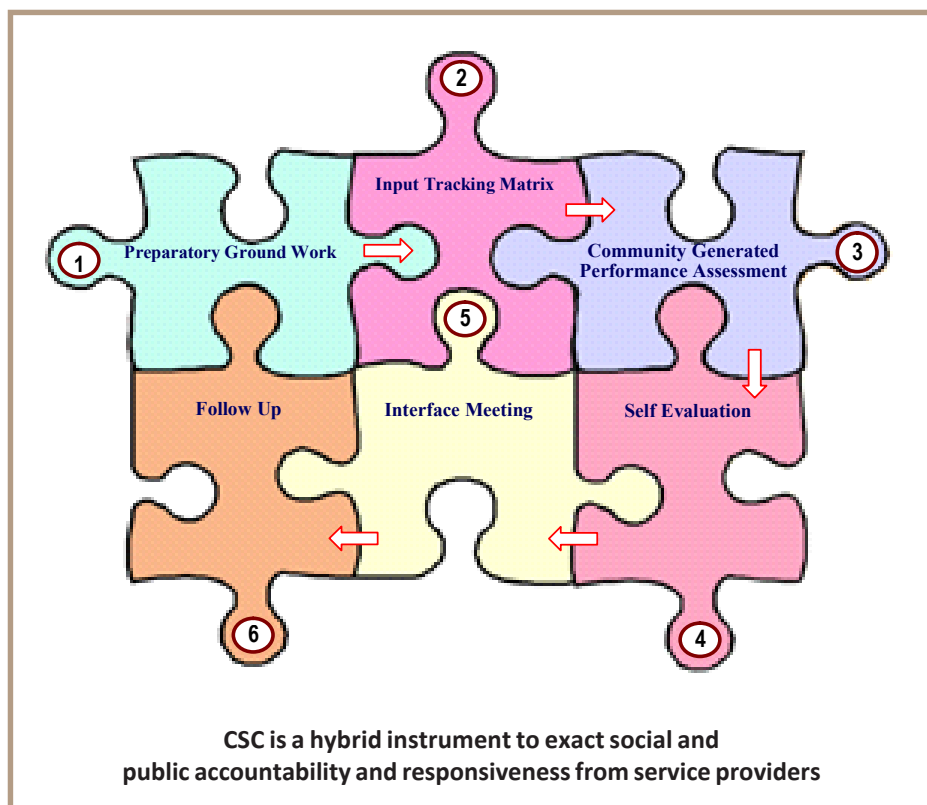 2
Input Tracking Matrix
1
Preparatory Ground Work
Community Generated
Performance Assessment
3
5
Follow Up
Interface Meeting
Self Evaluation
6
4
CSC is a hybrid instrument to exact social and
public accountability and responsiveness from service providers